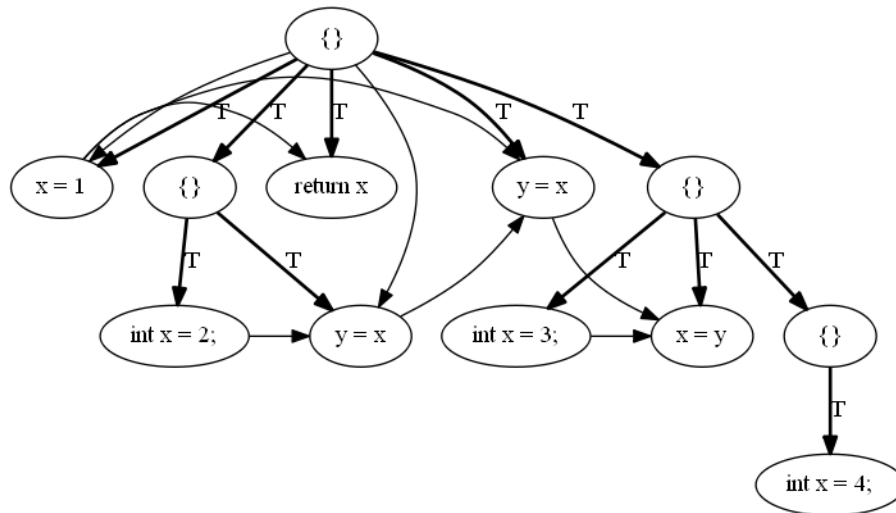 {}
T
T
T
T
T
x = 1
{}
return x
y = x
{}
T
T
T
T
T
int x = 2;
y = x
int x = 3;
x = y
{}
T
int x = 4;